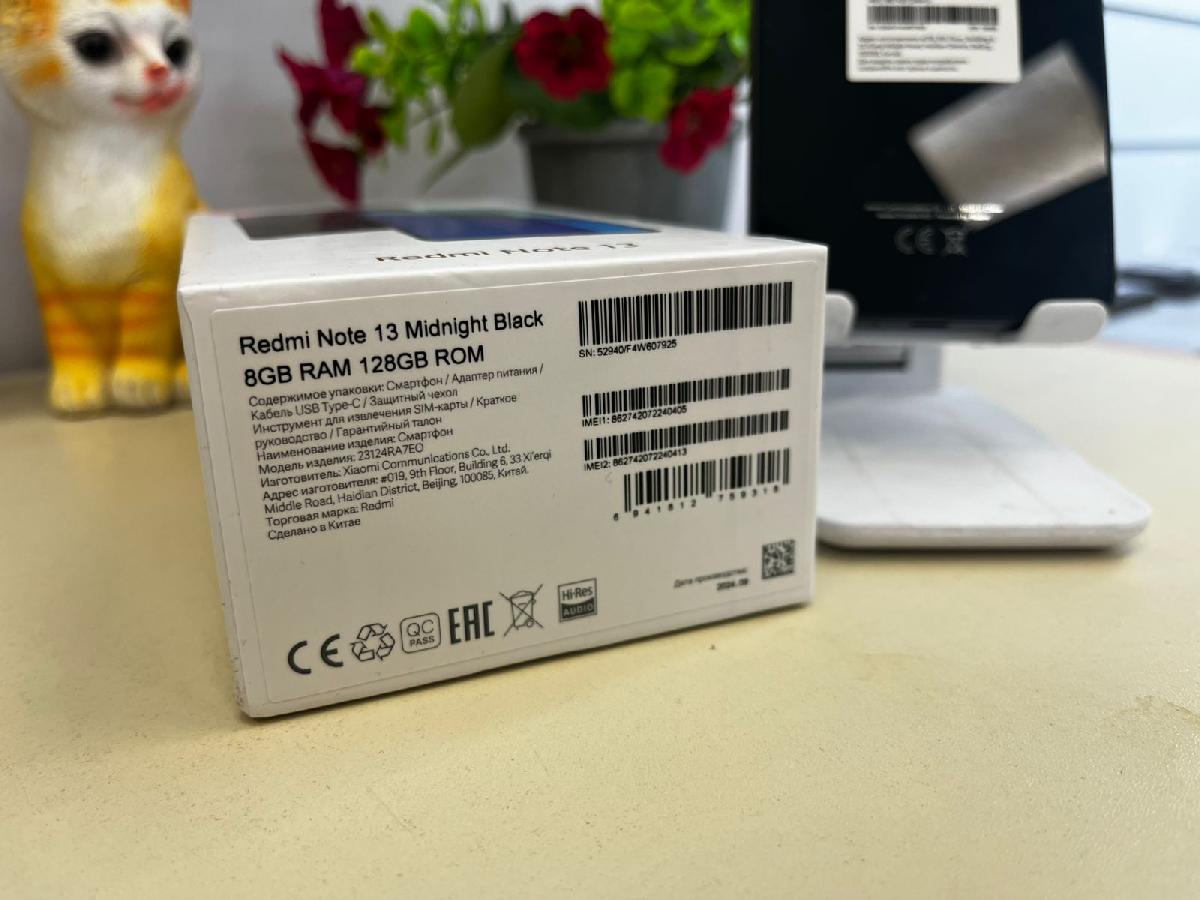 Redmi Note 13
Redmi Note 13 Midnight Black
8GB RAM 128GB ROM
Содержимое упаковки: Смартфон / Адаптер питания /
Кабель USB Type-C / Защитный чехол
Инструмент для извлечения SIM-карты / Краткое
руководство / Гарантийный талон
Наименование изделия: Смартфон
Модель изделия: 23124RA7EO
Изготовитель: Xiaomi Communications Co., Ltd.
Адрес изготовителя: #019, 9th Floor, Building 6, 33 Xi'erqi
Middle Road, Haidian District, Beijing, 100085, Китай.
Торговая марка: Redmi
Сделано в Китае
SN: 52940/F4W607925
IMEI1: 862742072240405
IMEI2: 862742072240413
6 941812 759318
Дата производства:
2024.09
CE
QC
PASS
EAC
Hi-Res
AUDIO
CE